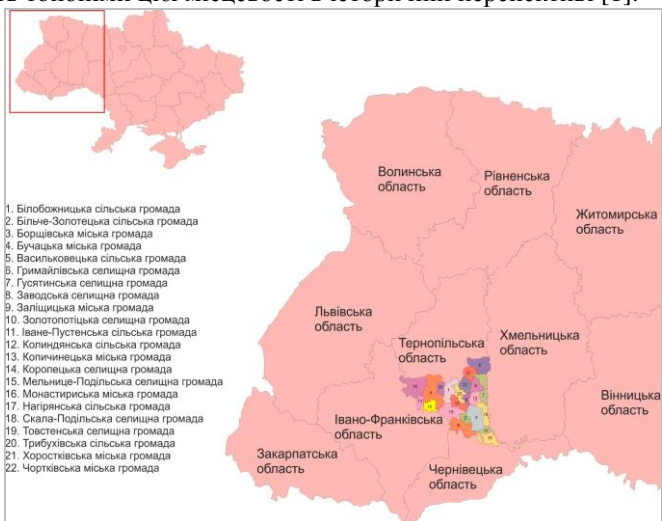 1. Білобожницька сільська громада
2. Більче-Золотецька сільська громада
3. Борщівська міська громада
4. Бучацька міська громада
5. Васильковецька сільська громада
6. Гримайлівська селищна громада
7. Гусятинська селищна громада
8. Заводська селищна громада
9. Заліщицька міська громада
10. Золотопотіцька селищна громада
11. Іване-Пустенська сільська громада
12. Колиндянська сільська громада
13. Копичинецька міська громада
14. Коропецька селищна громада
15. Мельнице-Подільська селищна громада
16. Монастириська міська громада
17. Нагірянська сільська громада
18. Скала-Подільська селищна громада
19. Товстенська селищна громада
20. Трибухівська сільська громада
21. Хоростківська міська громада
22. Чортківська міська громада
Волинська
область
Рівненська
область
Житомирська
область
Львівська
область
Тернопільська
область
Хмельницька
область
Вінницька
область
Івано-Франківська
область
Закарпатська
область
Чернівецька
область